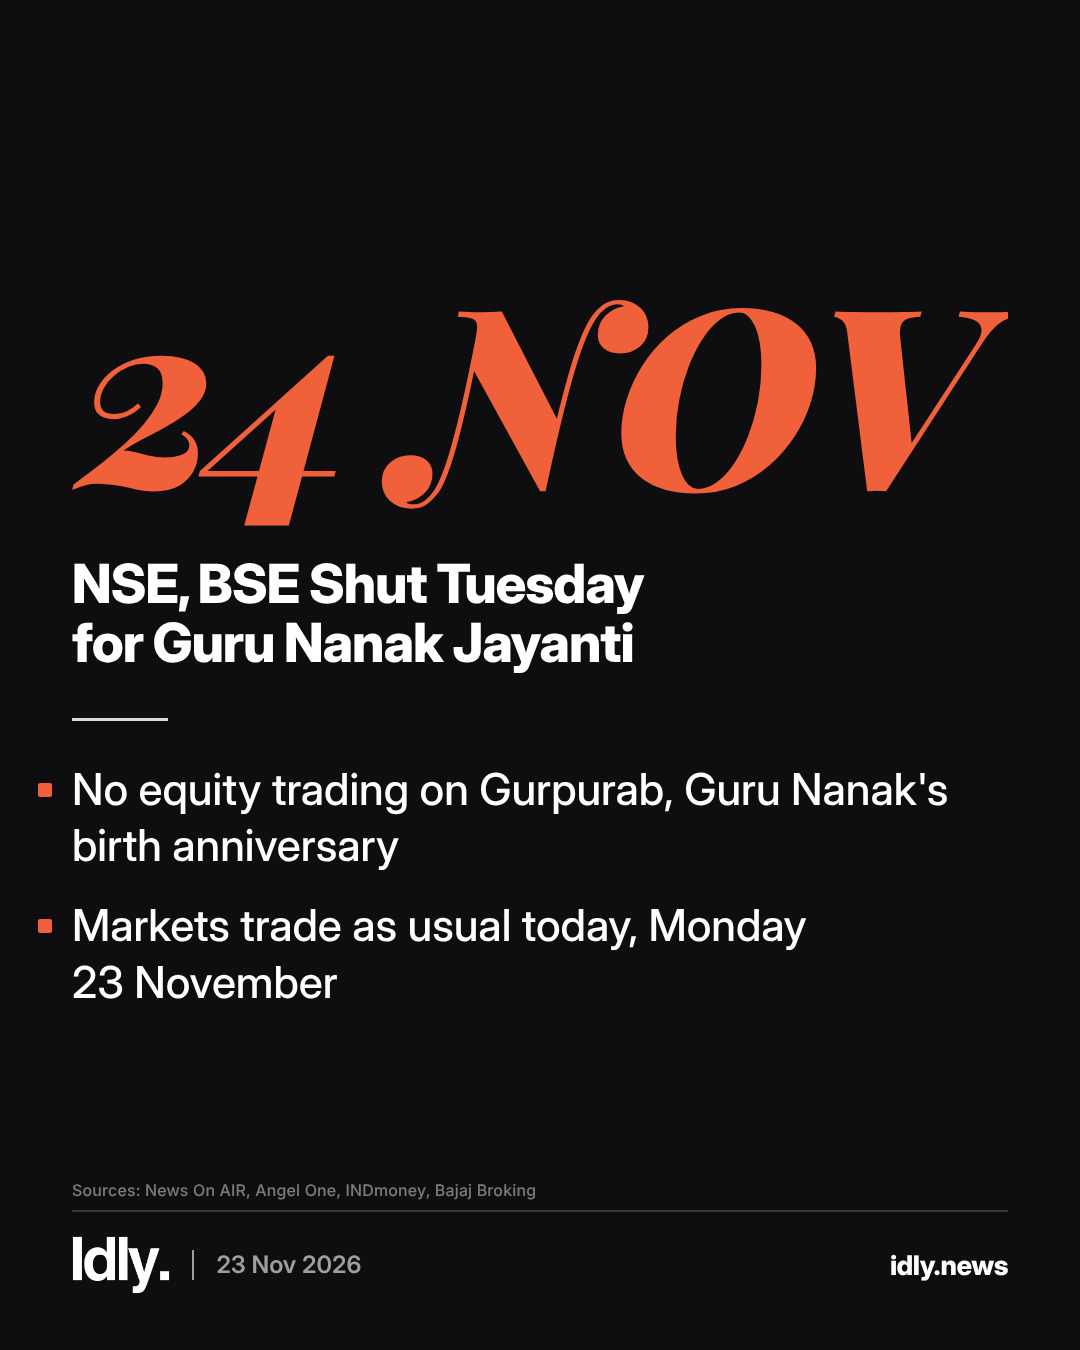 24 NOV
NSE, BSE Shut Tuesday
for Guru Nanak Jayanti
No equity trading on Gurpurab, Guru Nanak's
birth anniversary
Markets trade as usual today, Monday
23 November
Sources: News On AIR, Angel One, INDmoney, Bajaj Broking
Idly. | 23 Nov 2026
idly.news